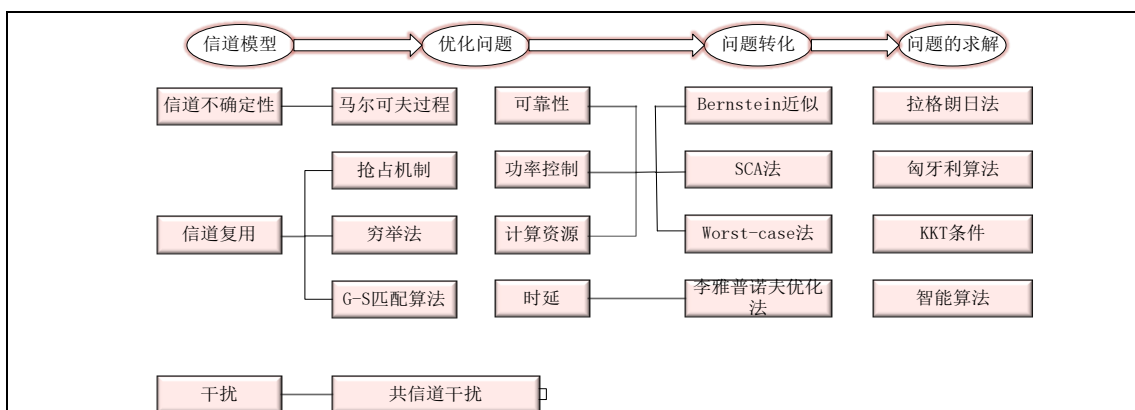 信道模型
优化问题
问题转化
问题的求解
信道不确定性
马尔可夫过程
可靠性
Bernstein近似
拉格朗日法
抢占机制
功率控制
SCA法
匈牙利算法
信道复用
穷举法
计算资源
Worst-case法
KKT条件
G-S匹配算法
时延
李雅普诺夫优化
法
智能算法
干扰
共信道干扰